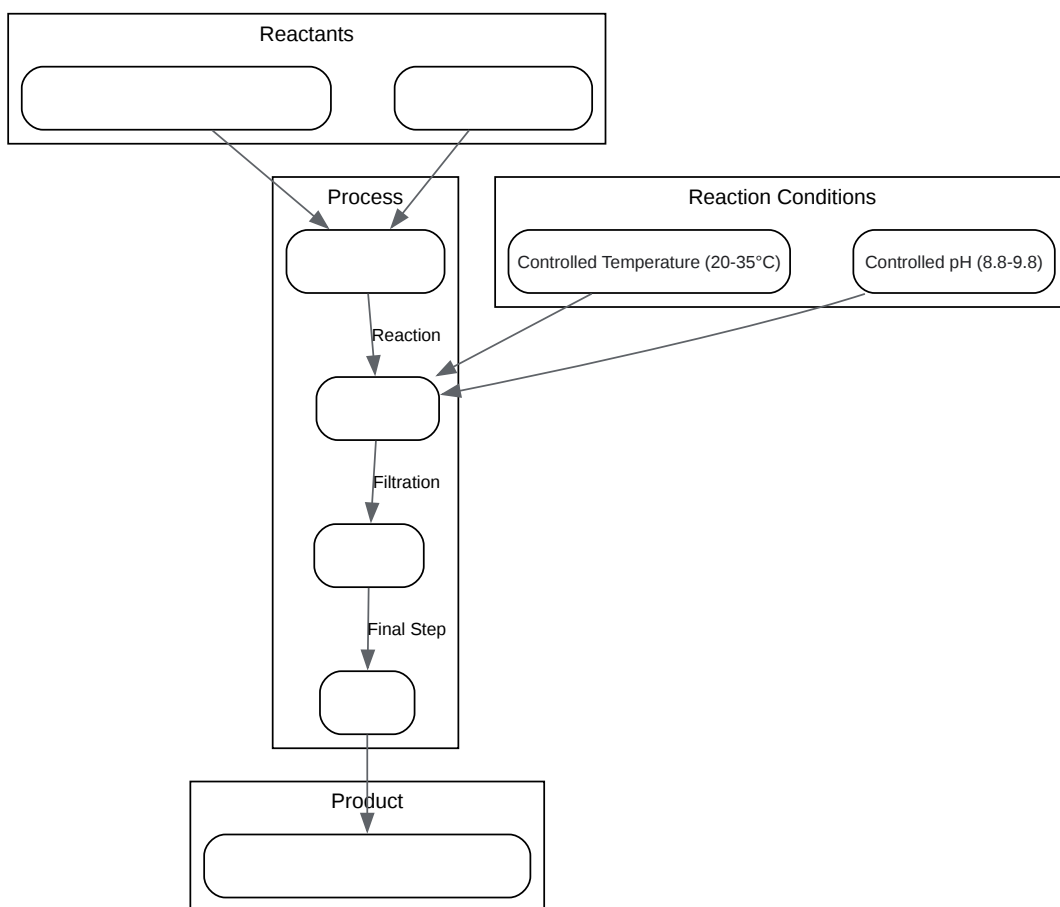 Reactants
Process
Reaction Conditions
Controlled Temperature (20-35°C)
Controlled pH (8.8-9.8)
Reaction
Filtration
Final Step
Product